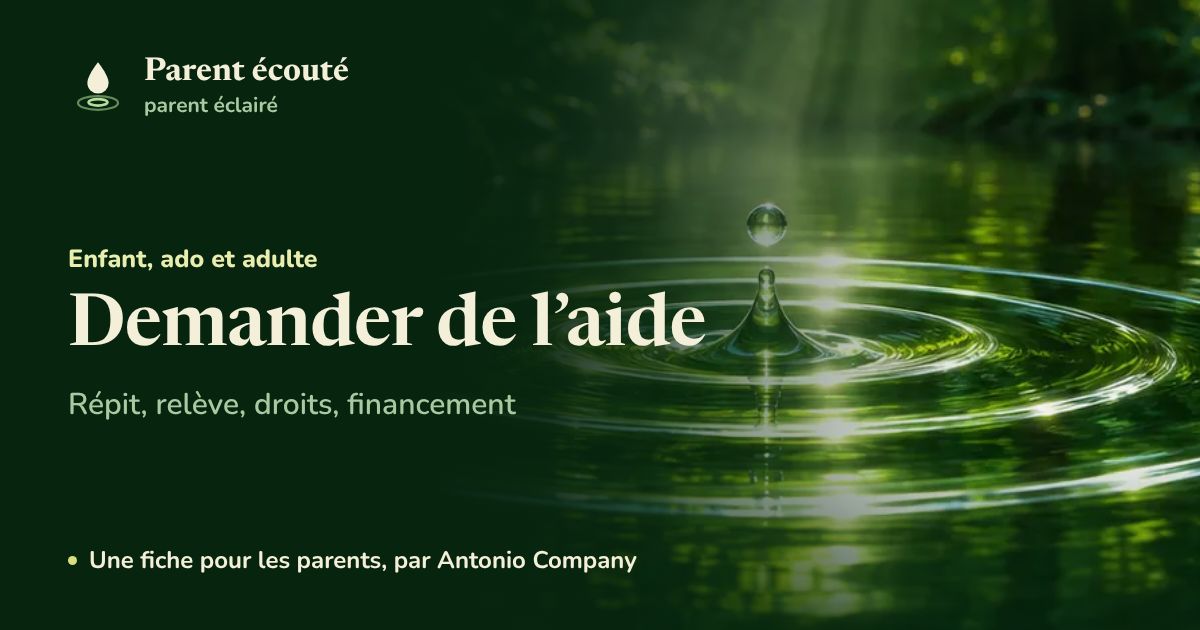 Parent écouté
parent éclairé
Enfant, ado et adulte
Demander de l’aide
Répit, relève, droits, financement
Une fiche pour les parents, par Antonio Company